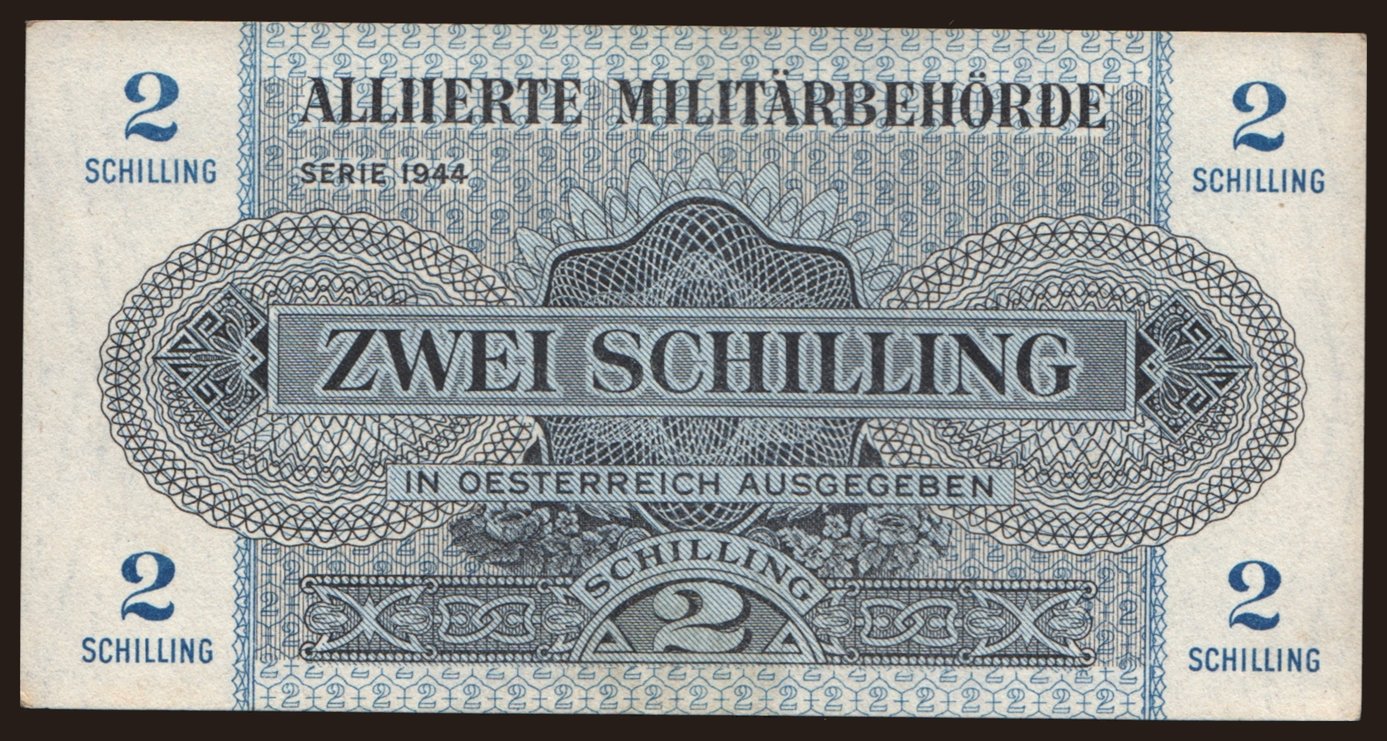 2
SCHILLING
2
SCHILLING
ALLIIERTE MILITÄRBEHÖRDE
SERIE 1944
ZWEI SCHILLING
IN OESTERREICH AUSGEGEBEN
SCHILLING
2
2
SCHILLING
2
SCHILLING